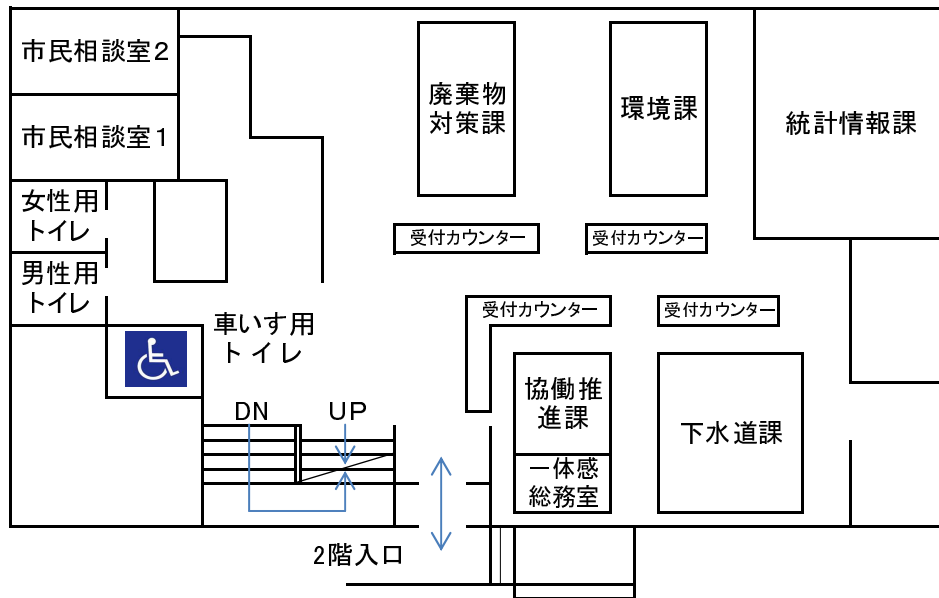 市民相談室2
市民相談室1
女性用
トイレ
男性用
トイレ
車いす用
トイレ
廃棄物
対策課
環境課
統計情報課
受付カウンター
受付カウンター
受付カウンター
受付カウンター
協働推
進課
一体感
総務室
下水道課
DN
UP
2階入口